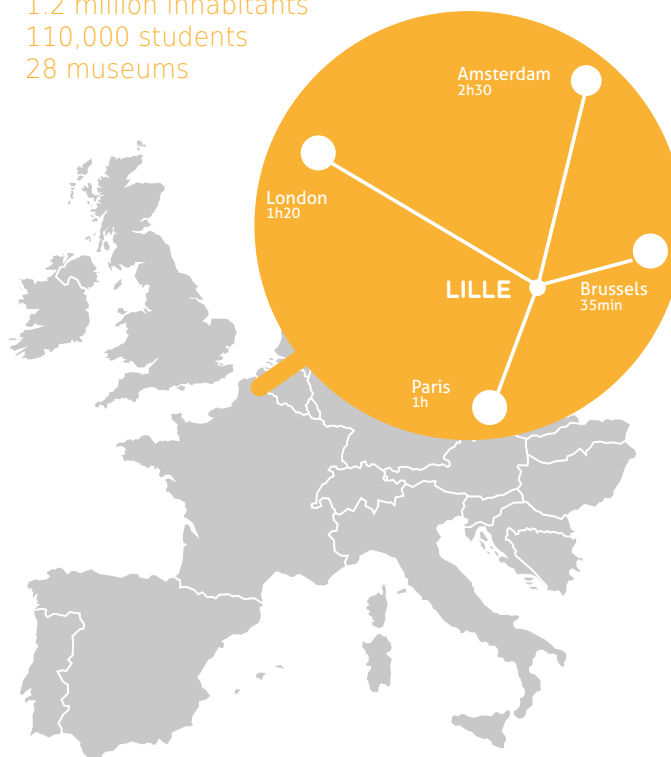 1.2 million inhabitants
110,000 students
28 museums
Amsterdam
2h30
London
1h20
LILLE
Brussels
35min
Paris
1h